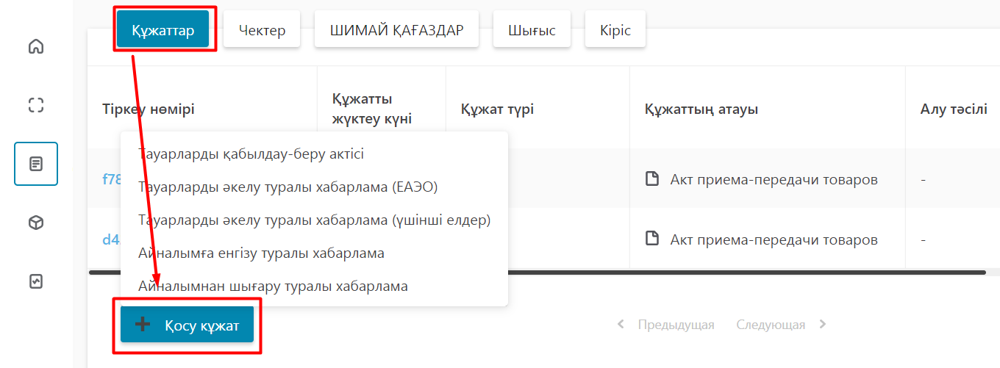 Құжаттар
Чектер
ШИМАЙ ҚАҒАЗДАР
Шығыс
Кіріс
Тіркеу нөмірі
Құжатты
жүктеу күні
Құжат түрі
Құжаттың атауы
Алу тәсілі
Тауарларды қабылдау-беру актісі
f78
Акт приема-передачи товаров
-
Тауарларды әкелу туралы хабарлама (ЕАЭО)
Тауарларды әкелу туралы хабарлама (үшінші елдер)
d4
Акт приема-передачи товаров
-
Айналымға енгізу туралы хабарлама
Айналымнан шығару туралы хабарлама
Қосу құжат
Предыдущая
Следующая